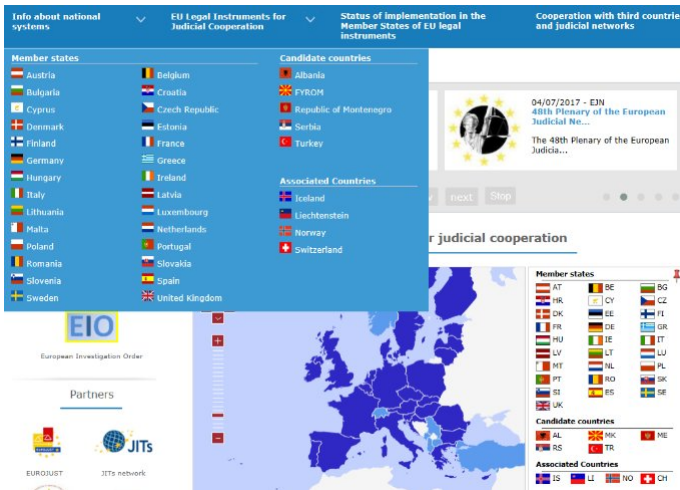 Info about national systems
EU Legal Instruments for Judicial Cooperation
Status of implementation in the Member States of EU legal instruments
Cooperation with third countrie
and judicial networks
Member states
Austria
Belgium
Bulgaria
Croatia
Cyprus
Czech Republic
Denmark
Estonia
Finland
France
Germany
Greece
Hungary
Ireland
Italy
Latvia
Lithuania
Luxembourg
Malta
Netherlands
Poland
Portugal
Romania
Slovakia
Slovenia
Spain
Sweden
United Kingdom
Candidate countries
Albania
FYROM
Republic of Montenegro
Serbia
Turkey
Associated Countries
Iceland
Liechtenstein
Norway
Switzerland
04/07/2017 - EJN
48th Plenary of the European
Judicial Ne...
The 48th Plenary of the European
Judicia...
next Stop
r judicial cooperation
EIO
European Investigation Order
Partners
EUROJUST
JITs
JITs network
Member states
AT BE BG
HR CY CZ
DK EE FI
FR DE GR
HU IE IT
LV LT LU
MT NL PL
PT RO SK
SI ES SE
UK
Candidate countries
AL MK ME
RS TR
Associated Countries
IS LI NO CH